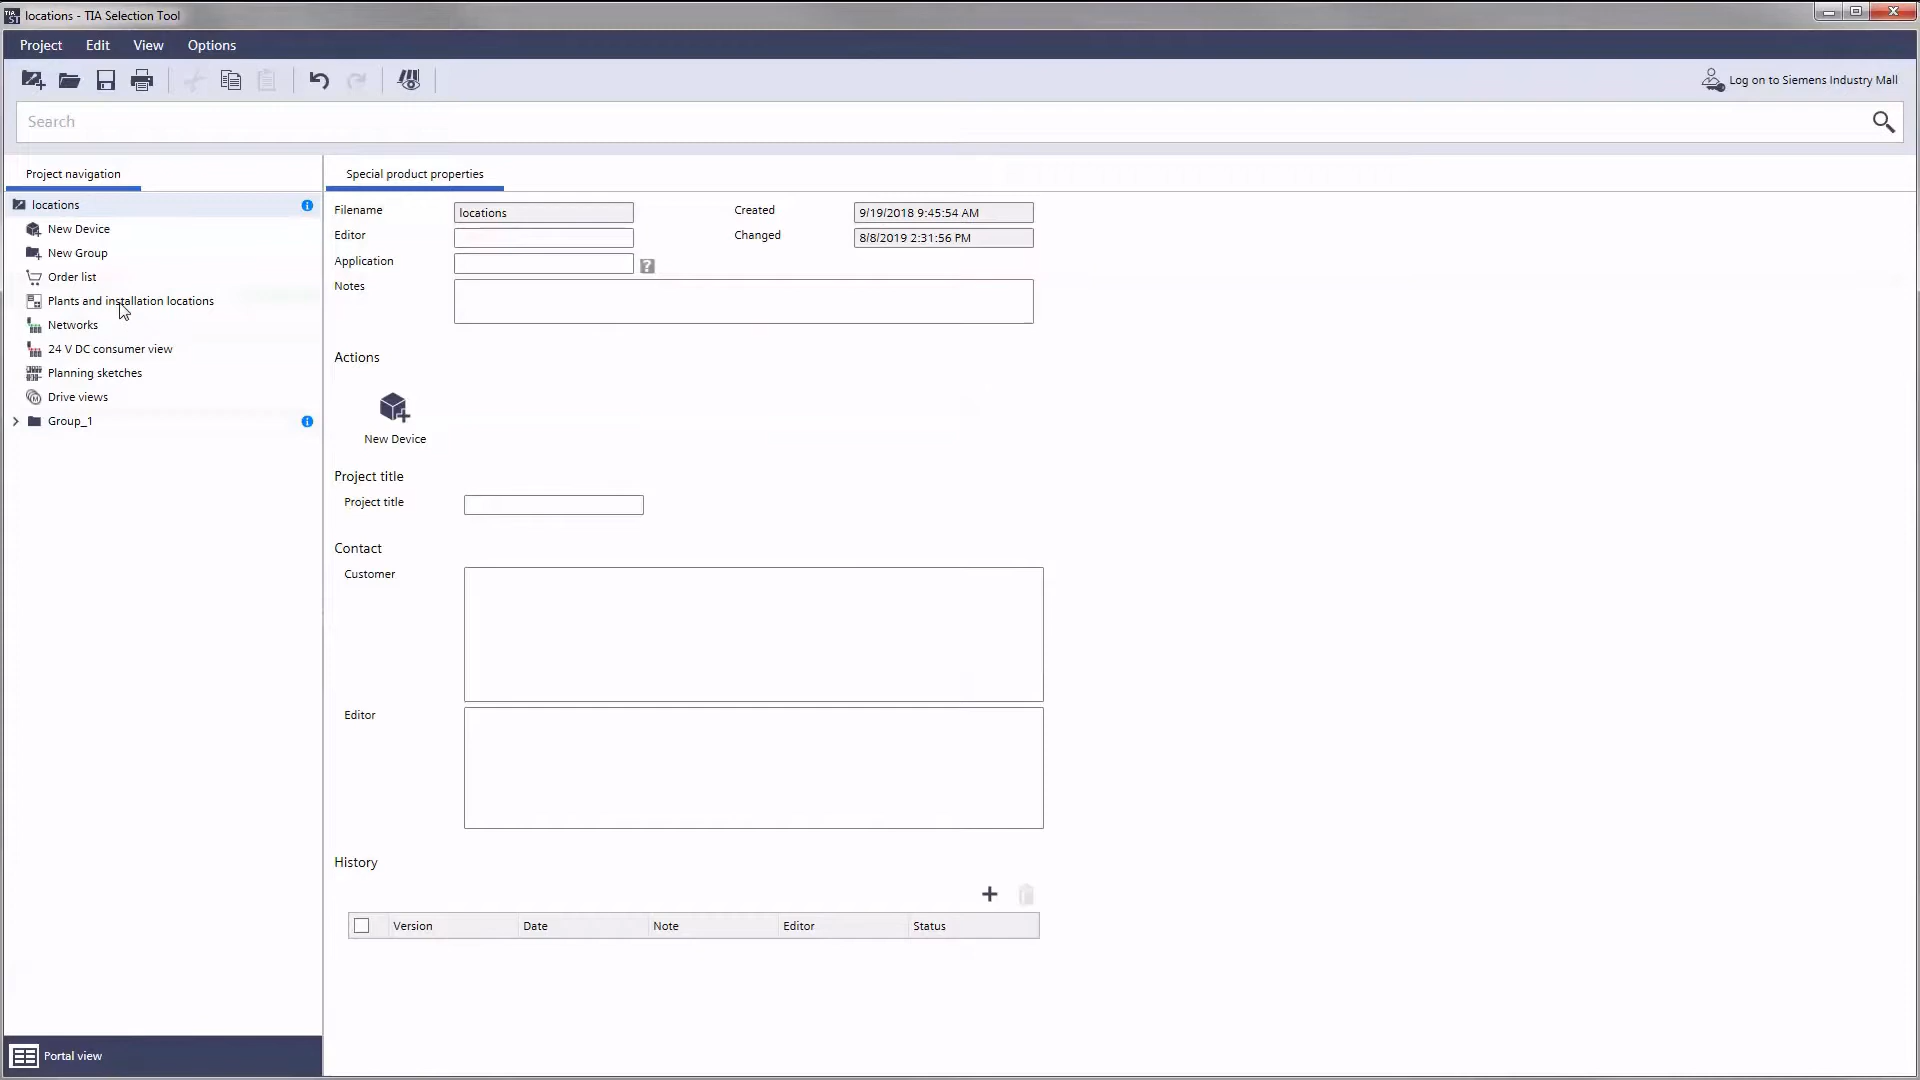 locations - TIA Selection Tool
Project Edit View Options
Log on to Siemens Industry Mall
Search
Project navigation
locations
New Device
New Group
Order list
Plants and installation locations
Networks
24 V DC consumer view
Planning sketches
Drive views
Group_1
Portal view
Special product properties
Filename locations Created 9/19/2018 9:45:54 AM
Editor Changed 8/8/2019 2:31:56 PM
Application ?
Notes
Actions
New Device
Project title
Project title
Contact
Customer
Editor
History
Version Date Note Editor Status